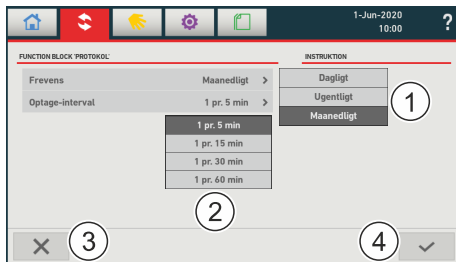 1-Jun-2020
10:00
?
FUNCTION BLOCK 'PROTOKOL'
INSTRUKTION
Frevens
Maanedligt >
Optage-interval
1 pr. 5 min >
Dagligt
Ugentligt
Maanedligt
1
1 pr. 5 min
1 pr. 15 min
1 pr. 30 min
1 pr. 60 min
2
3
4